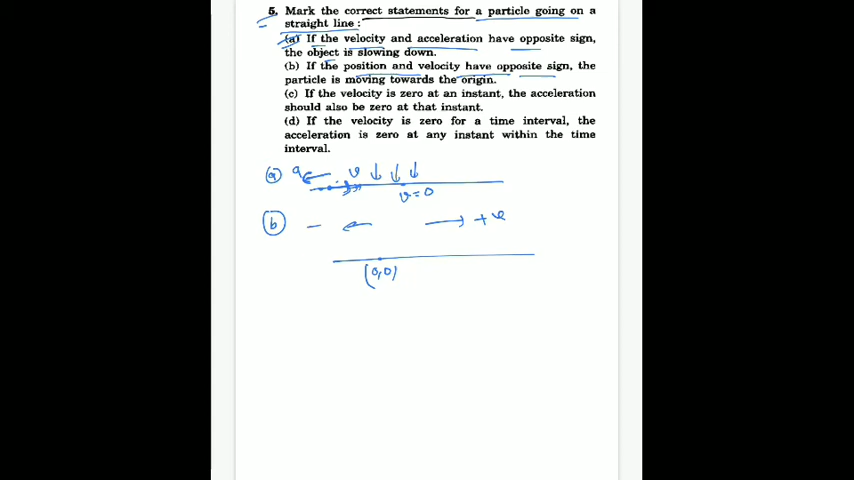 5. Mark the correct statements for a particle going on a
straight line :
(a) If the velocity and acceleration have opposite sign,
the object is slowing down.
(b) If the position and velocity have opposite sign, the
particle is moving towards the origin.
(c) If the velocity is zero at an instant, the acceleration
should also be zero at that instant.
(d) If the velocity is zero for a time interval, the
acceleration is zero at any instant within the time
interval.
(a) a v
v=0
(b) - +ve
(0,0)